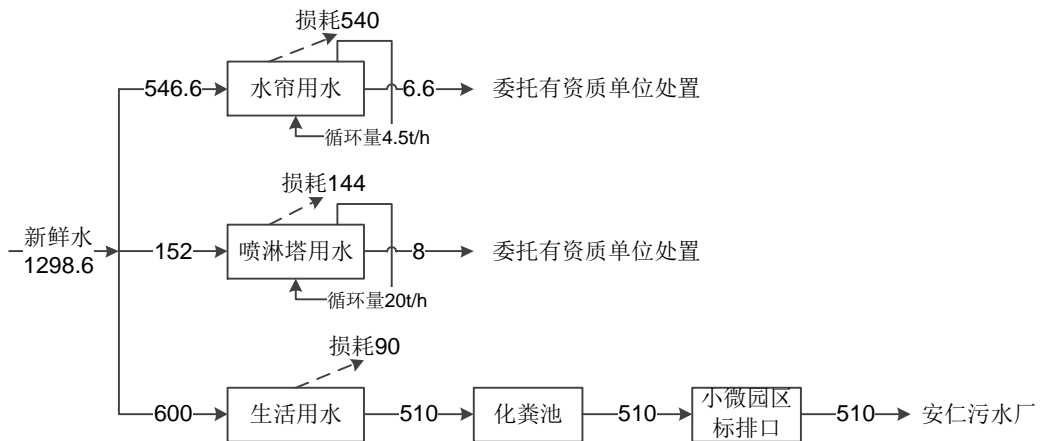 损耗540
546.6
水帘用水
6.6
委托有资质单位处置
循环量4.5t/h
损耗144
新鲜水
1298.6
152
喷淋塔用水
8
委托有资质单位处置
循环量20t/h
损耗90
600
生活用水
510
化粪池
510
小微园区
标排口
510
安仁污水厂